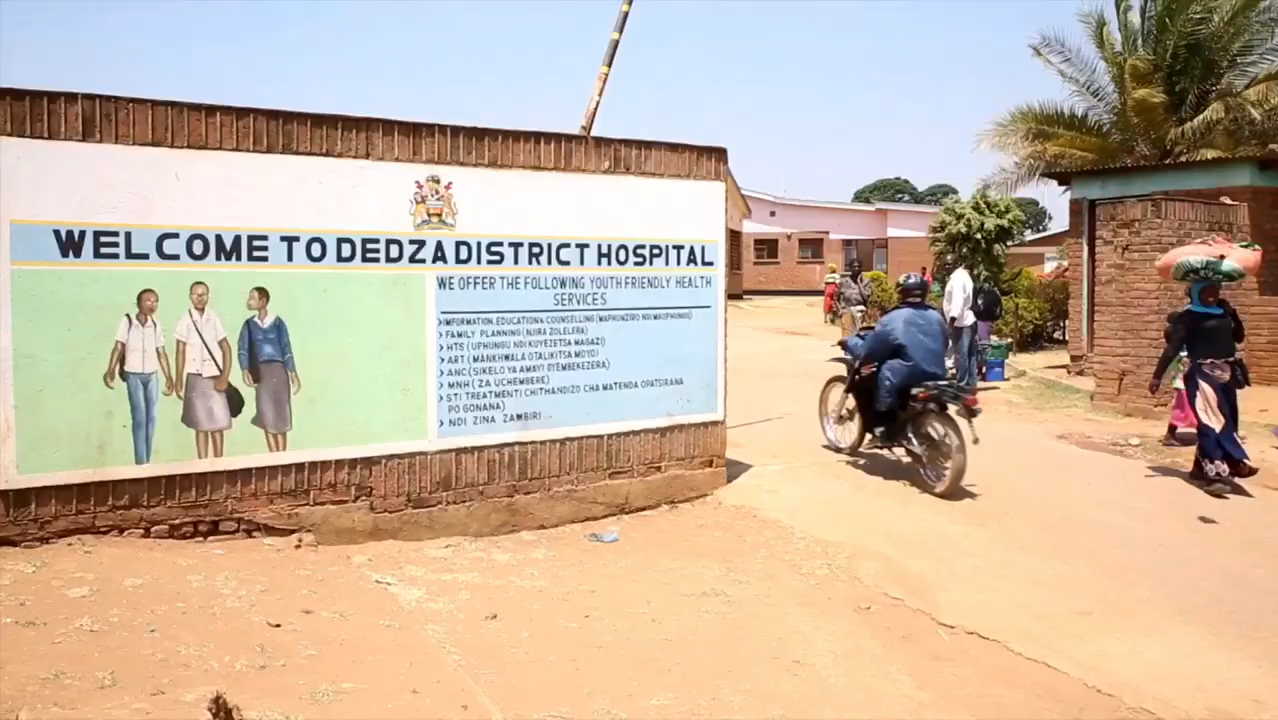 WELCOME TO DEDZA DISTRICT HOSPITAL
WE OFFER THE FOLLOWING YOUTH FRIENDLY HEALTH
SERVICES
>INFORMATION, EDUCATION & COUNSELLING (MAPHUNZIRO NDI MAUPHUNGU)
> FAMILY PLANNING (NJIRA ZOLELERA)
> HTS (UPHUNGU NDI KUYEZETSA MAGAZI)
> ART (MANKHWALA OTALIKITSA MOYO)
> ANC (SIKELO YA AMAYI OYEMBEKEZERA)
> MNH (ZA UCHEMBERE)
> STI TREATMENT( CHITHANDIZO CHA MATENDA OPATSIRANA
PO GONANA)
> NDI ZINA ZAMBIRI